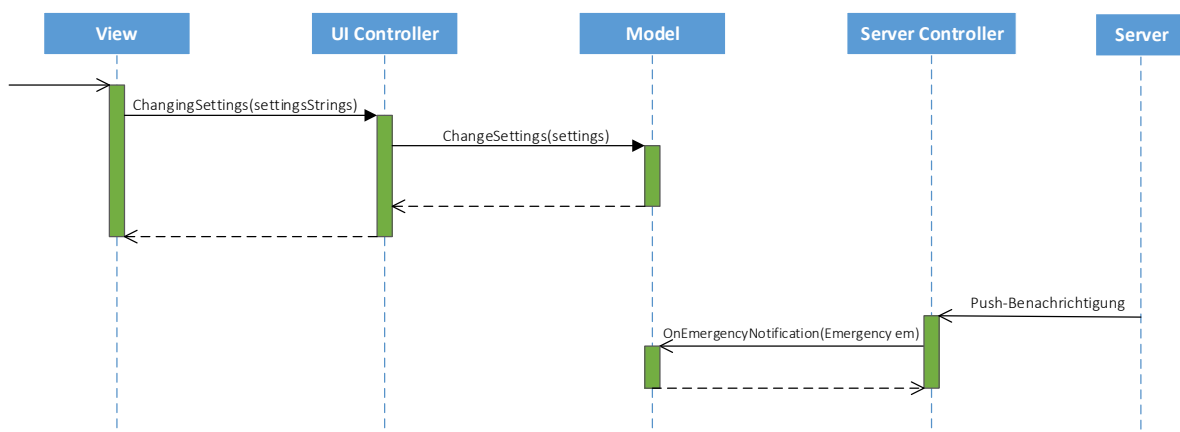 View
UI Controller
Model
Server Controller
Server
ChangingSettings(settingsStrings)
ChangeSettings(settings)
Push-Benachrichtigung
OnEmergencyNotification(Emergency em)